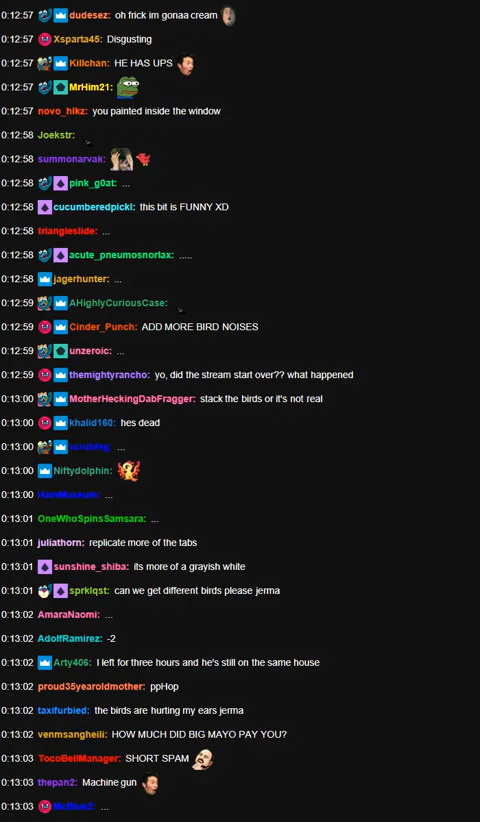 0:12:57 dudesez: oh frick im gonaa cream
0:12:57 Xsparta45: Disgusting
0:12:57 Killchan: HE HAS UPS
0:12:57 MrHim21:
0:12:57 novo_hlkz: you painted inside the window
0:12:58 Joekstr:
0:12:58 summonarvak:
0:12:58 pink_g0at: ...
0:12:58 cucumberedpickl: this bit is FUNNY XD
0:12:58 triangleslide: ...
0:12:58 acute_pneumosnorlax: .....
0:12:58 jagerhunter: ...
0:12:59 AHighlyCuriousCase:
0:12:59 Cinder_Punch: ADD MORE BIRD NOISES
0:12:59 unzeroic: ...
0:12:59 themightyrancho: yo, did the stream start over?? what happened
0:13:00 MotherHeckingDabFragger: stack the birds or it's not real
0:13:00 khalid160: hes dead
0:13:00 scrubfeg: ...
0:13:00 Niftydolphin:
0:13:00 HamMuseum: ...
0:13:01 OneWhoSpinsSamsara: ...
0:13:01 juliathorn: replicate more of the tabs
0:13:01 sunshine_shiba: its more of a grayish white
0:13:01 sprklqst: can we get different birds please jerma
0:13:02 AmaraNaomi: ...
0:13:02 AdolfRamirez: -2
0:13:02 Arty406: I left for three hours and he's still on the same house
0:13:02 proud35yearoldmother: ppHop
0:13:02 taxifurbied: the birds are hurting my ears jerma
0:13:02 venmsangheili: HOW MUCH DID BIG MAYO PAY YOU?
0:13:03 TocoBellManager: SHORT SPAM
0:13:03 thepan2: Machine gun
0:13:03 McBlue2: ...